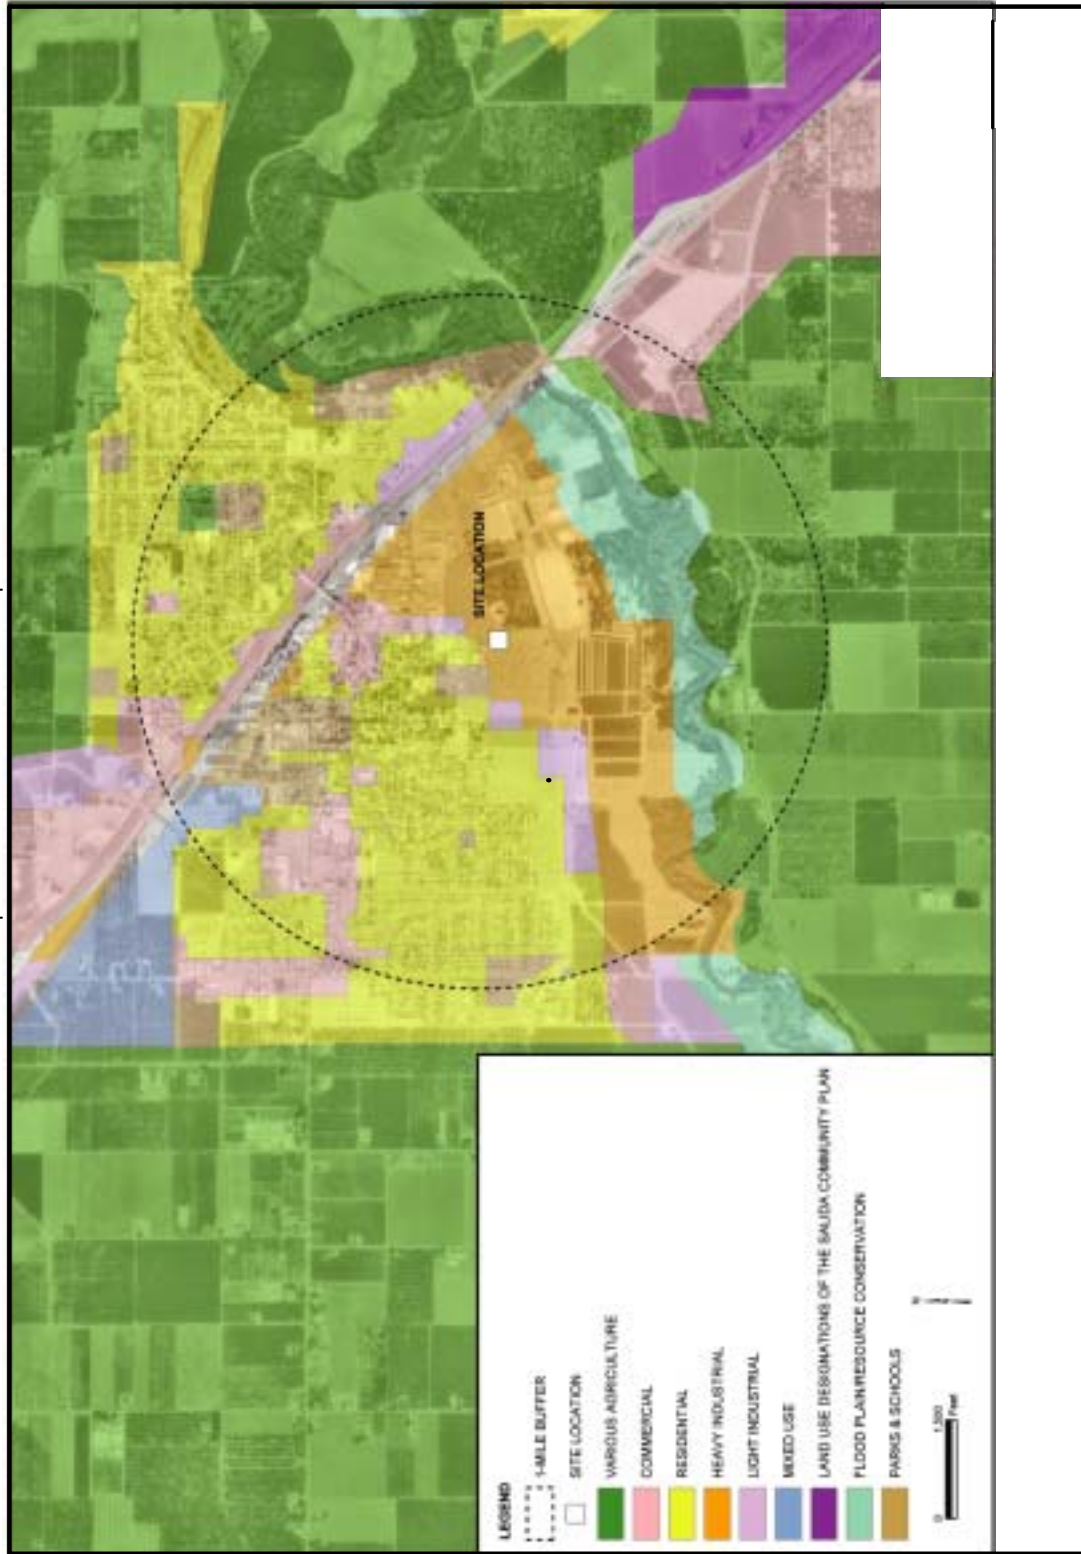 SITE LOCATION
LEGEND
1-MILE BUFFER
SITE LOCATION
VARIOUS AGRICULTURE
COMMERCIAL
RESIDENTIAL
HEAVY INDUSTRIAL
LIGHT INDUSTRIAL
MIXED USE
LAND USE DESIGNATIONS OF THE SALIDA COMMUNITY PLAN
FLOOD PLAIN/RESOURCE CONSERVATION
PARKS & SCHOOLS
0
Feet